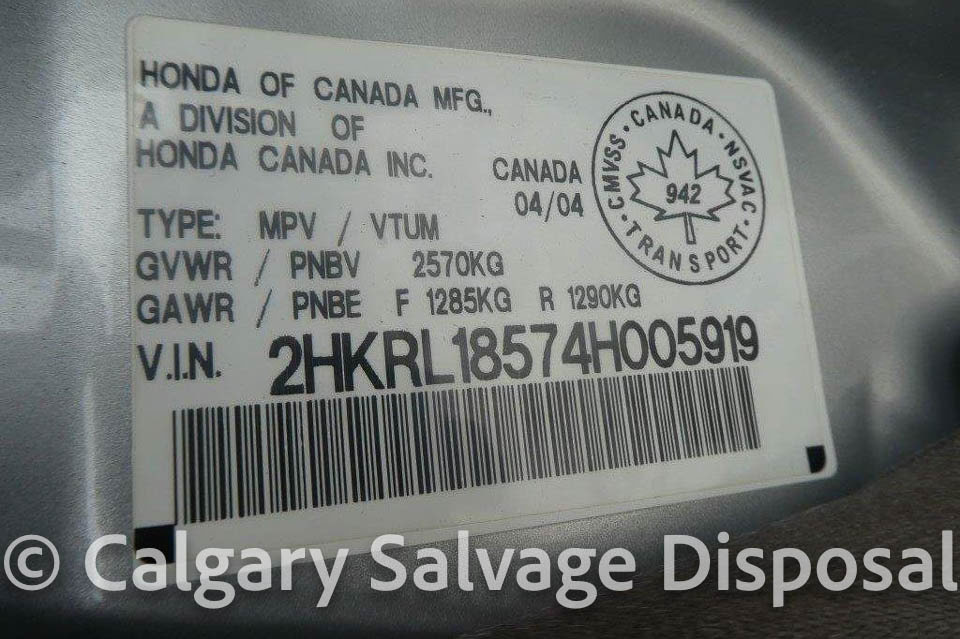 HONDA OF CANADA MFG.,
A DIVISION OF
HONDA CANADA INC.
CANADA
04/04
CMVSS · CANADA · NSVAC
942
· TRANSPORT ·
TYPE: MPV / VTUM
GVWR / PNBV 2570KG
GAWR / PNBE F 1285KG R 1290KG
V.I.N. 2HKRL18574H005919
© Calgary Salvage Disposal